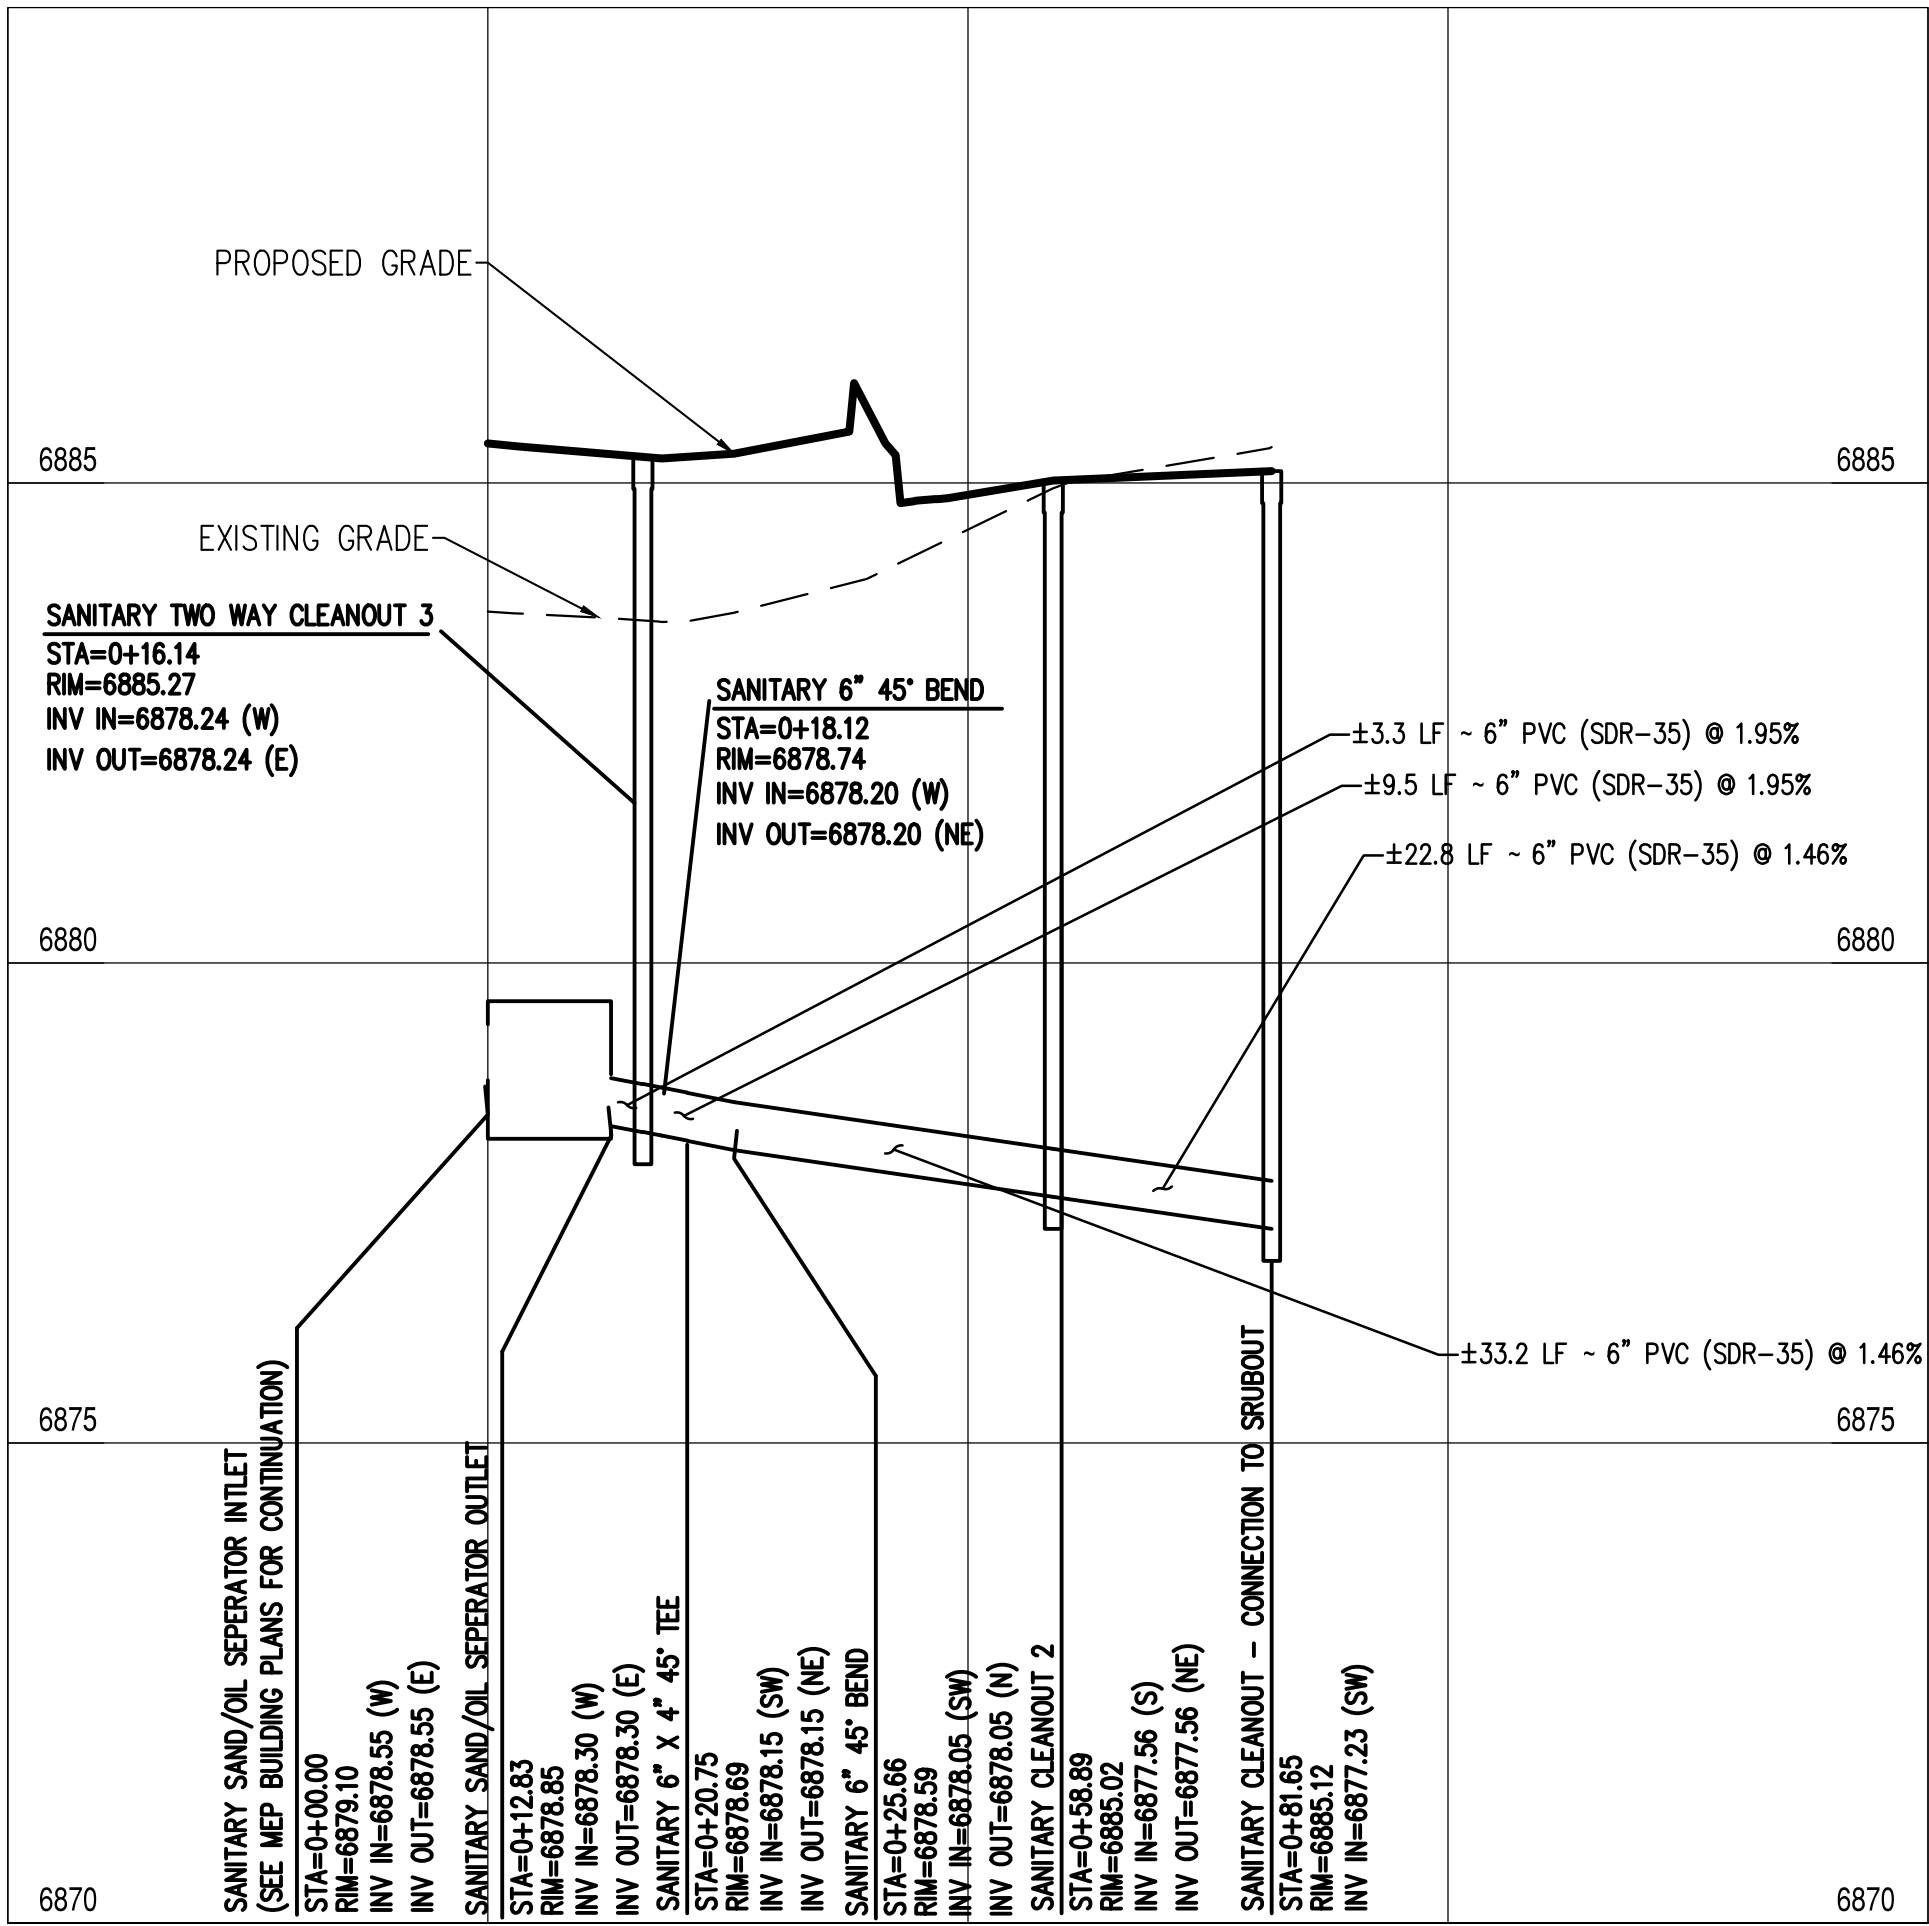 PROPOSED GRADE
6885
6885
EXISTING GRADE
SANITARY TWO WAY CLEANOUT 3
STA=0+16.14
RIM=6885.27
INV IN=6878.24 (W)
INV OUT=6878.24 (E)
SANITARY 6" 45° BEND
STA=0+18.12
RIM=6878.74
INV IN=6878.20 (W)
INV OUT=6878.20 (NE)
±3.3 LF ~ 6" PVC (SDR-35) @ 1.95%
±9.5 LF ~ 6" PVC (SDR-35) @ 1.95%
±22.8 LF ~ 6" PVC (SDR-35) @ 1.46%
6880
6880
±33.2 LF ~ 6" PVC (SDR-35) @ 1.46%
6875
6875
SANITARY SAND/OIL SEPERATOR INTLET
(SEE MEP BUILDING PLANS FOR CONTINUATION)
STA=0+00.00
RIM=6879.10
INV IN=6878.55 (W)
INV OUT=6878.55 (E)
SANITARY SAND/OIL SEPERATOR OUTLET
STA=0+12.83
RIM=6878.85
INV IN=6878.30 (W)
INV OUT=6878.30 (E)
SANITARY 6" X 4" 45° TEE
STA=0+20.75
RIM=6878.69
INV IN=6878.15 (SW)
INV OUT=6878.15 (NE)
SANITARY 6" 45° BEND
STA=0+25.66
RIM=6878.59
INV IN=6878.05 (SW)
INV OUT=6878.05 (N)
SANITARY CLEANOUT 2
STA=0+58.89
RIM=6885.02
INV IN=6877.56 (S)
INV OUT=6877.56 (NE)
SANITARY CLEANOUT - CONNECTION TO SRUBOUT
STA=0+81.65
RIM=6885.12
INV IN=6877.23 (SW)
6870
6870